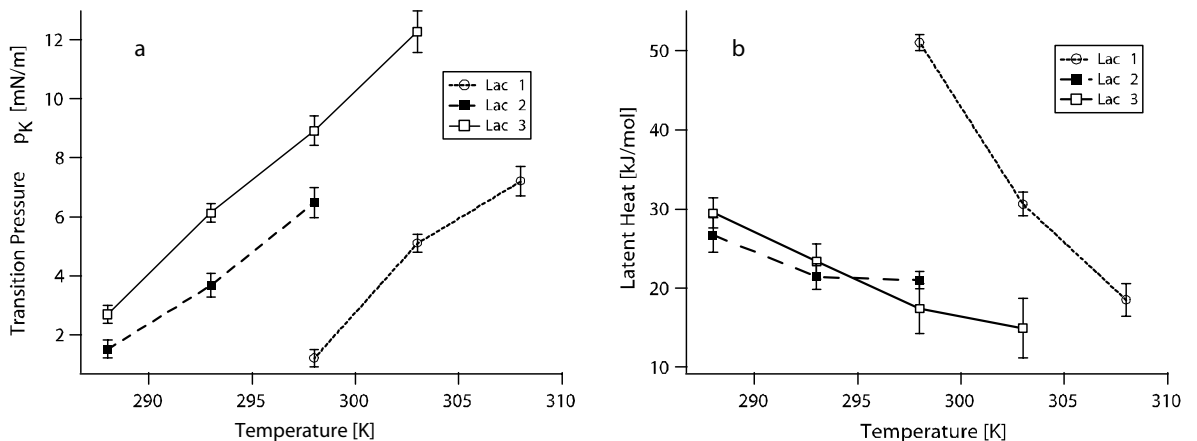 a
Transition Pressure pK [mN/m]
12
10
8
6
4
2
290 295 300 305 310
Temperature [K]
Lac 1
Lac 2
Lac 3
b
Latent Heat [kJ/mol]
50
40
30
20
10
290 295 300 305 310
Temperature [K]
Lac 1
Lac 2
Lac 3